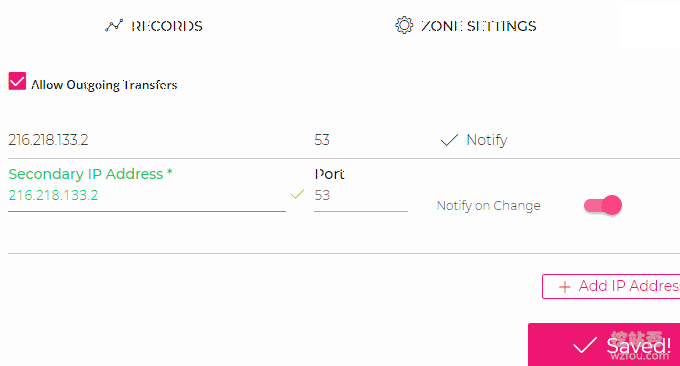 RECORDS ZONE SETTINGS
Allow Outgoing Transfers
216.218.133.2 53 Notify
Secondary IP Address * Port
216.218.133.2 53
Notify on Change
+ Add IP Addres
Saved!
挖站否
wzfou.com